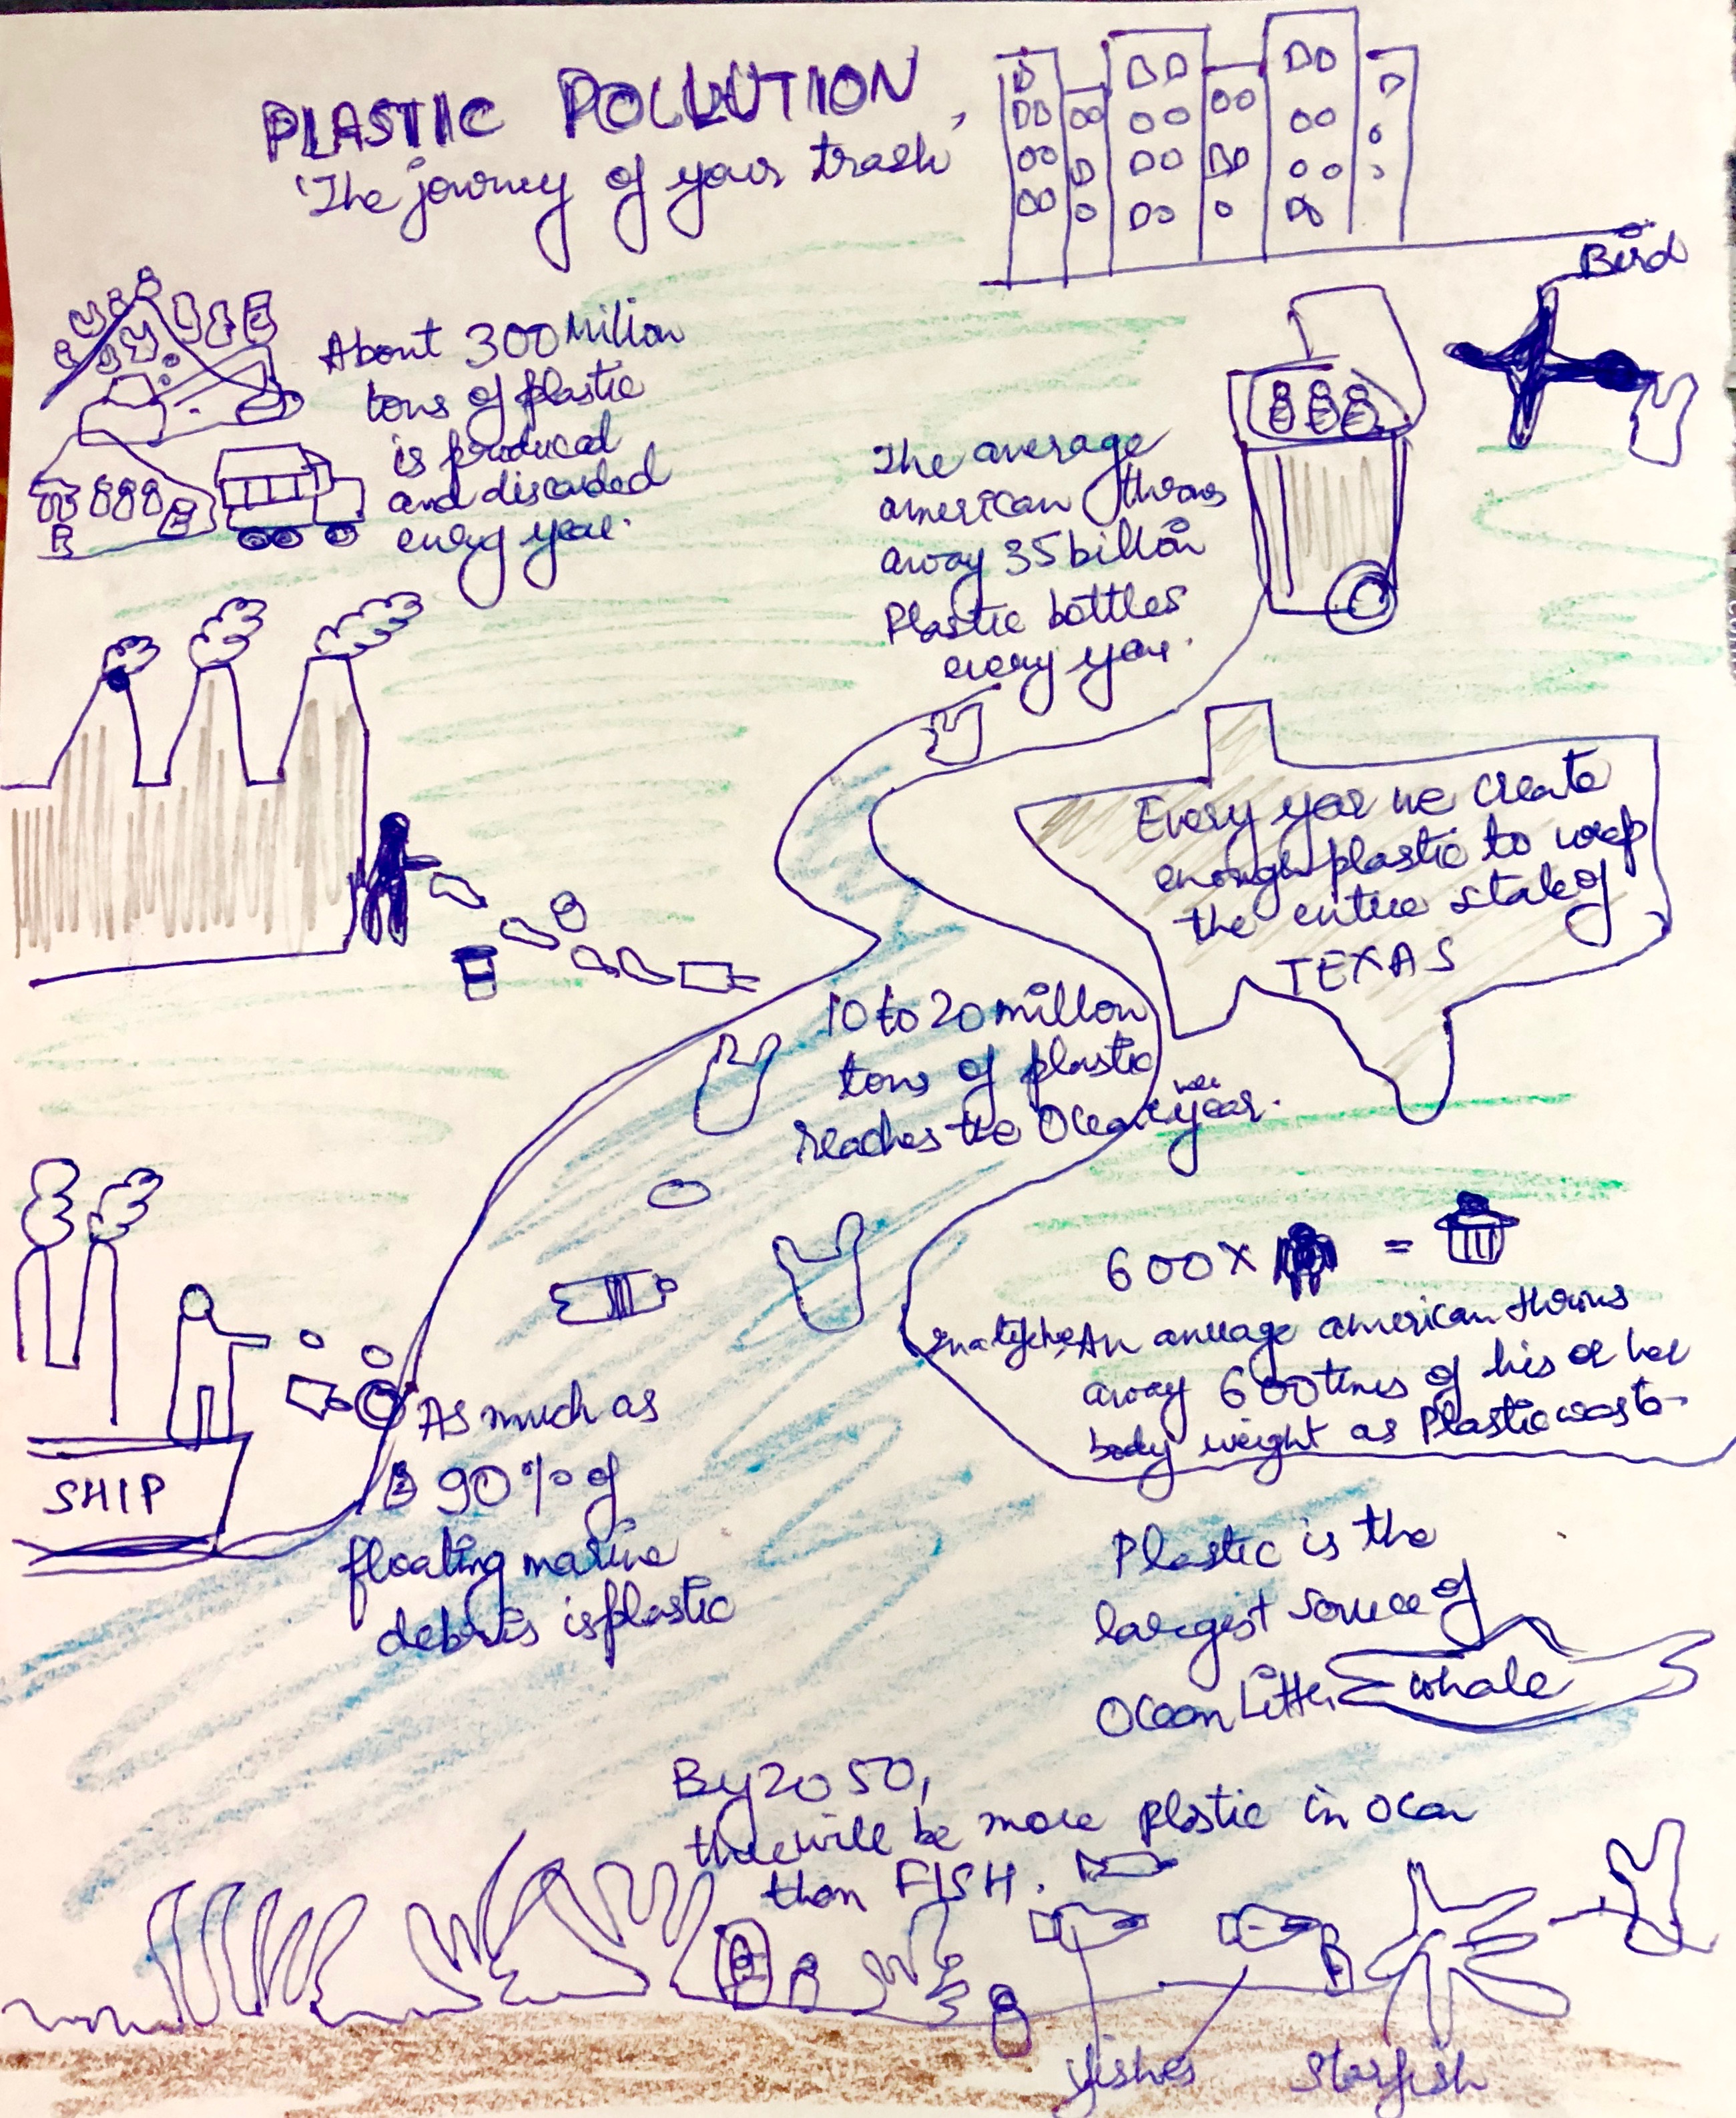 PLASTIC POLLUTION
'The journey of your trash'
Bird
About 300 Million
tons of plastic
is produced
and discarded
every year.
The average
american throws
away 35 billion
Plastic bottles
every year.
Every year we create
enough plastic to wrap
the entire state of
TEXAS
10 to 20 million
tons of plastic
reaches the Ocean year.
600 X =
An average american throws
away 600 times of his or her
body weight as Plastic waste
SHIP
As much as
90% of
floating marine
debris is plastic
Plastic is the
largest source of
Ocean Litter
whale
By 2050,
there will be more plastic in Ocean
than FISH.
fishes
Starfish